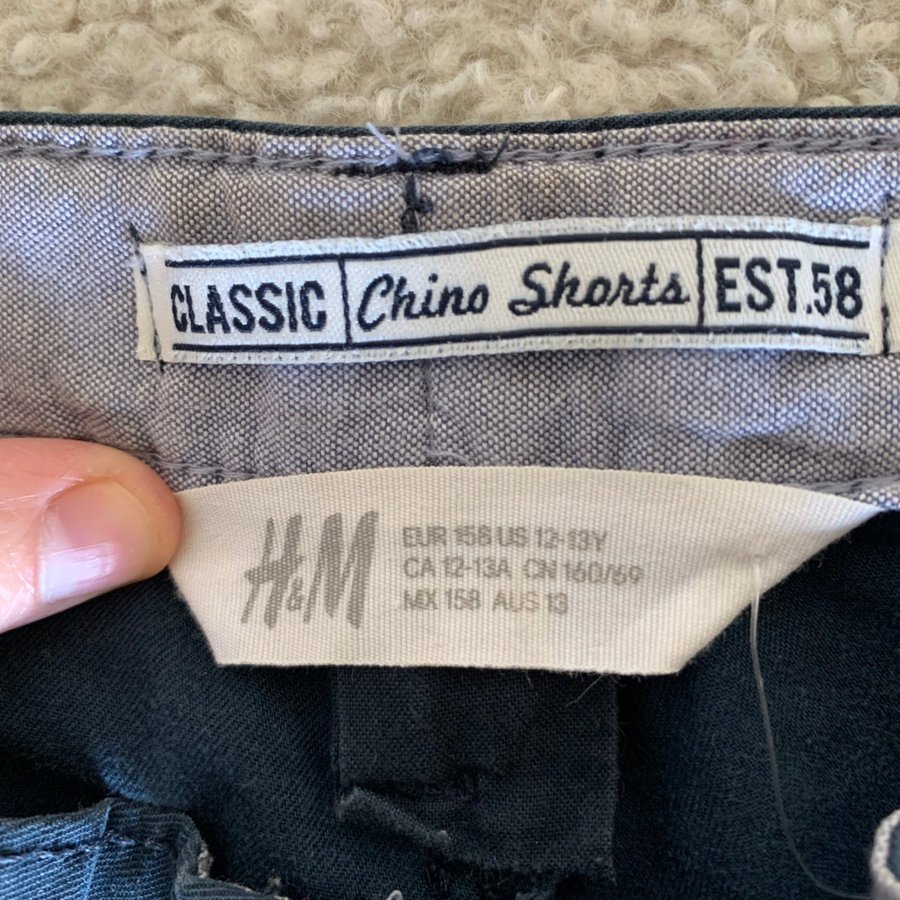 CLASSIC Chino Shorts EST.58
H&M
EUR 158 US 12-13Y
CA 12-13A CN 160/69
MX 158 AUS 13